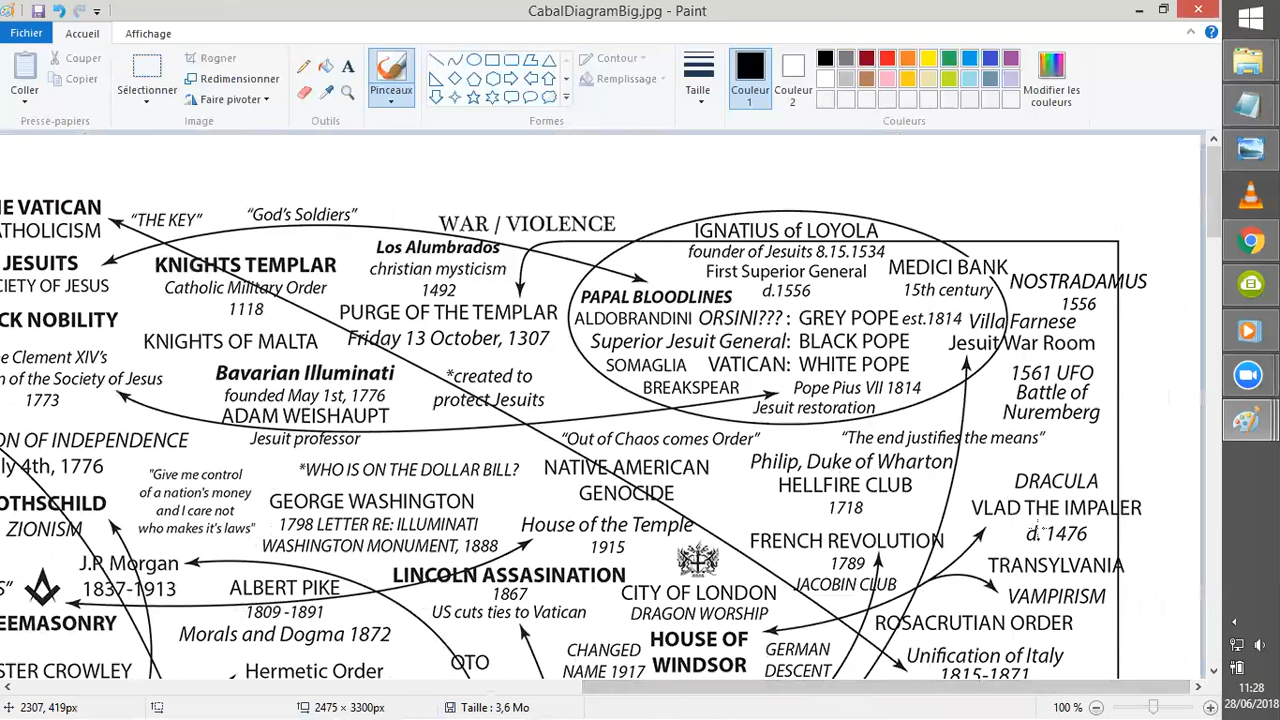 CabalDiagramBig.jpg - Paint
Fichier
Accueil
Affichage
Coller
Couper
Copier
Presse-papiers
Sélectionner
Rogner
Redimensionner
Faire pivoter
Image
A
Outils
Pinceaux
Formes
Contour
Remplissage
Taille
Couleur
1
Couleur
2
Modifier les
couleurs
Couleurs
E VATICAN
ATHOLICISM
"THE KEY"
"God's Soldiers"
WAR / VIOLENCE
IGNATIUS of LOYOLA
founder of Jesuits 8.15.1534
First Superior General
d.1556
JESUITS
IETY OF JESUS
KNIGHTS TEMPLAR
Catholic Military Order
1118
Los Alumbrados
christian mysticism
1492
MEDICI BANK
15th century
NOSTRADAMUS
1556
PAPAL BLOODLINES
ALDOBRANDINI ORSINI??? : GREY POPE est.1814
Superior Jesuit General: BLACK POPE
SOMAGLIA VATICAN: WHITE POPE
BREAKSPEAR
Pope Pius VII 1814
Jesuit restoration
Villa Farnese
Jesuit War Room
CK NOBILITY
KNIGHTS OF MALTA
PURGE OF THE TEMPLAR
Friday 13 October, 1307
e Clement XIV's
n of the Society of Jesus
1773
Bavarian Illuminati
founded May 1st, 1776
ADAM WEISHAUPT
Jesuit professor
*created to
protect Jesuits
1561 UFO
Battle of
Nuremberg
ON OF INDEPENDENCE
ly 4th, 1776
"Out of Chaos comes Order"
"The end justifies the means"
"Give me control
of a nation's money
and I care not
who makes it's laws"
*WHO IS ON THE DOLLAR BILL?
GEORGE WASHINGTON
1798 LETTER RE: ILLUMINATI
WASHINGTON MONUMENT, 1888
NATIVE AMERICAN
GENOCIDE
Philip, Duke of Wharton
HELLFIRE CLUB
1718
DRACULA
VLAD THE IMPALER
d. 1476
OTHSCHILD
ZIONISM
House of the Temple
1915
FRENCH REVOLUTION
1789
JACOBIN CLUB
TRANSYLVANIA
VAMPIRISM
J.P. Morgan
1837-1913
ALBERT PIKE
1809 -1891
Morals and Dogma 1872
LINCOLN ASSASINATION
1867
US cuts ties to Vatican
CITY OF LONDON
DRAGON WORSHIP
ROSACRUTIAN ORDER
S"
EEMASONRY
HOUSE OF
WINDSOR
CHANGED
NAME 1917
GERMAN
DESCENT
Unification of Italy
1815-1871
STER CROWLEY
Hermetic Order
OTO
2307, 419px
2475 × 3300px
Taille : 3,6 Mo
100 %
11:28
28/06/2018